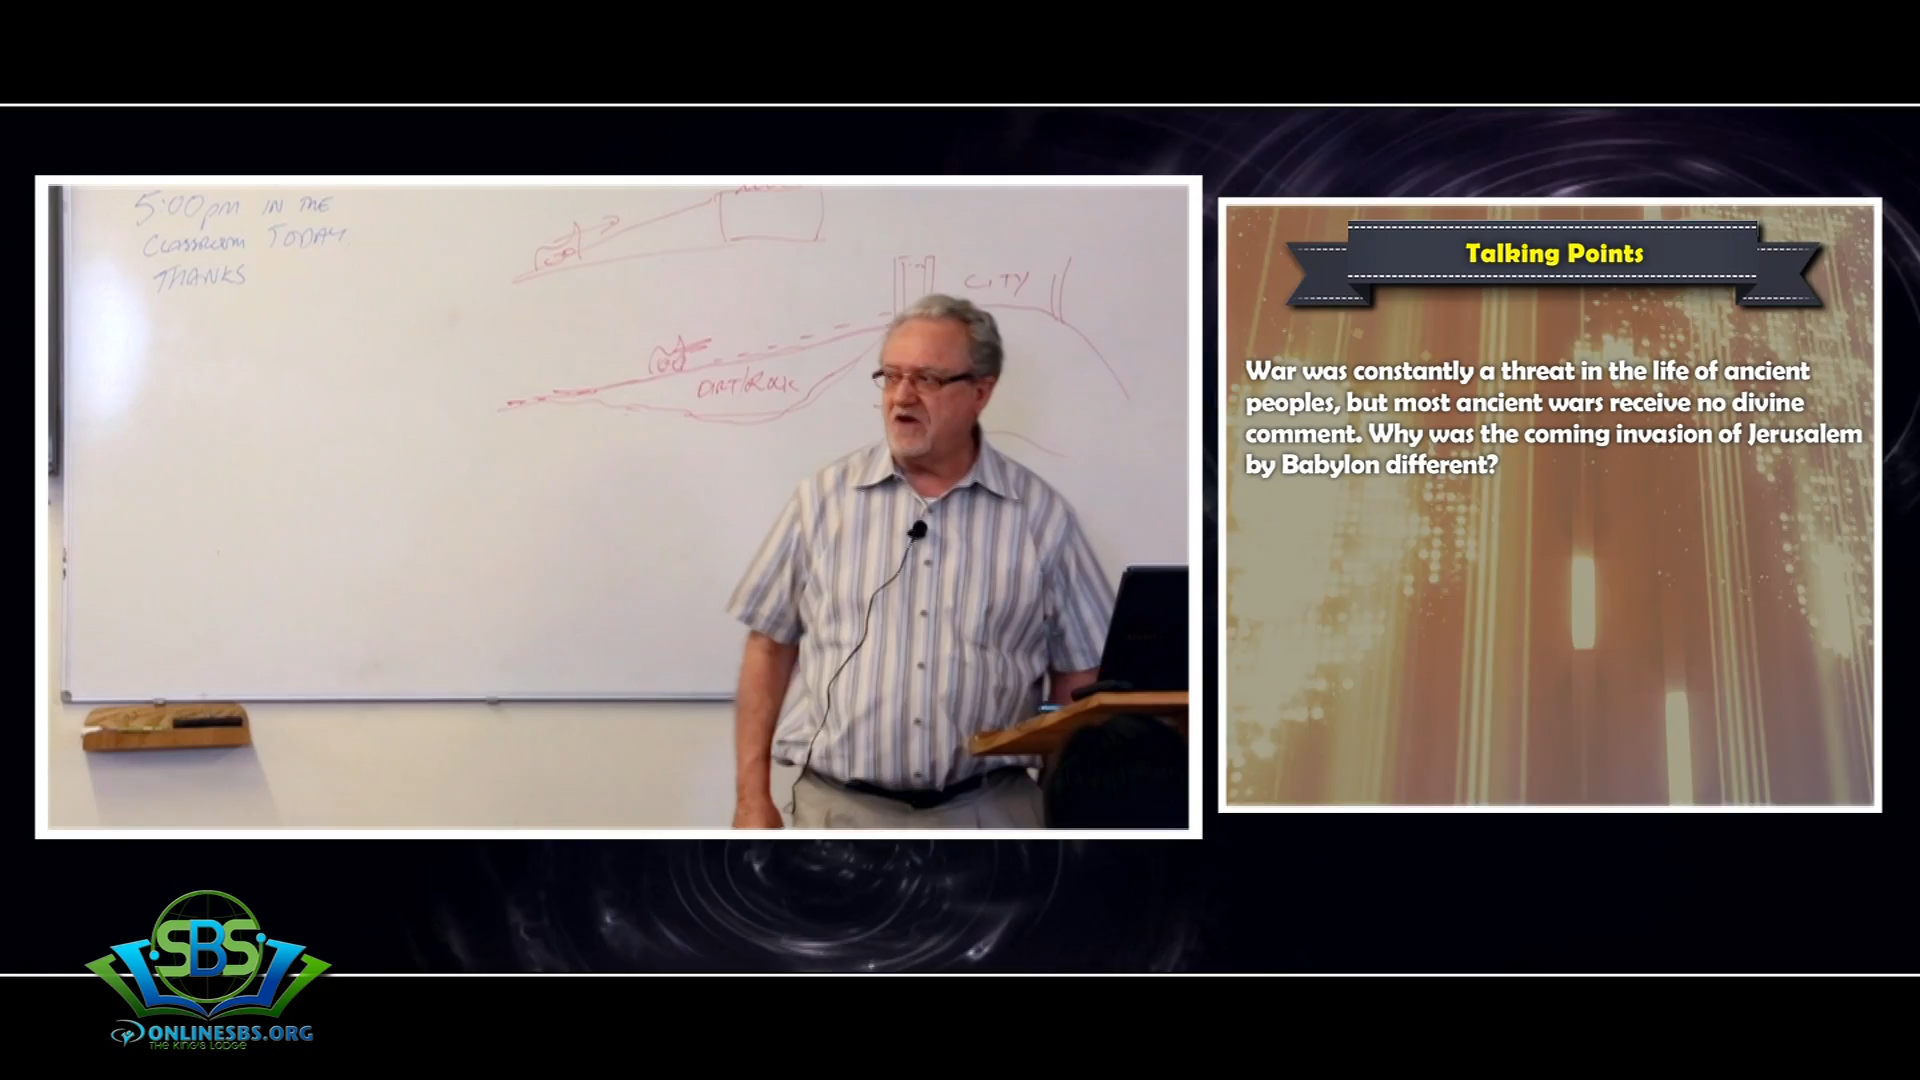 5:00pm IN THE
CLASSROOM TODAY
THANKS
CITY
DIRT/ROCK
Talking Points
War was constantly a threat in the life of ancient
peoples, but most ancient wars receive no divine
comment. Why was the coming invasion of Jerusalem
by Babylon different?
SBS
ONLINESBS.ORG
THE KING'S LODGE